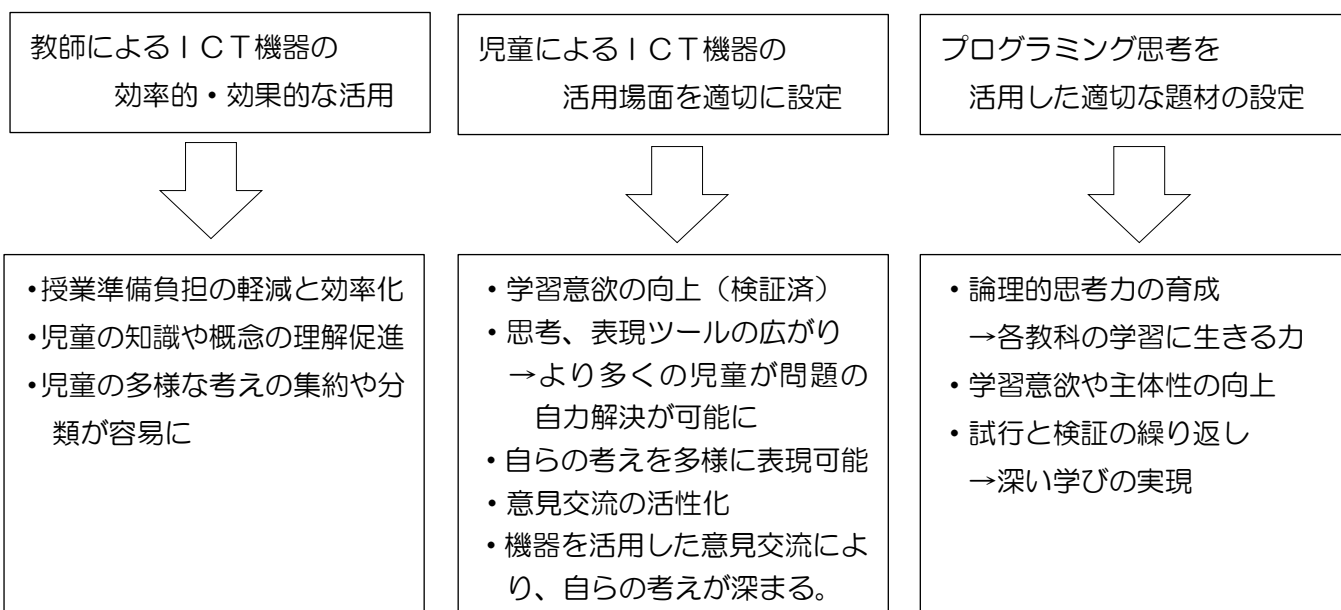 教師によるＩＣＴ機器の
効率的・効果的な活用
児童によるＩＣＴ機器の
活用場面を適切に設定
プログラミング思考を
活用した適切な題材の設定
・授業準備負担の軽減と効率化
・児童の知識や概念の理解促進
・児童の多様な考えの集約や分
類が容易に
・学習意欲の向上（検証済）
・思考、表現ツールの広がり
→より多くの児童が問題の
自力解決が可能に
・自らの考えを多様に表現可能
・意見交流の活性化
・機器を活用した意見交流によ
り、自らの考えが深まる。
・論理的思考力の育成
→各教科の学習に生きる力
・学習意欲や主体性の向上
・試行と検証の繰り返し
→深い学びの実現